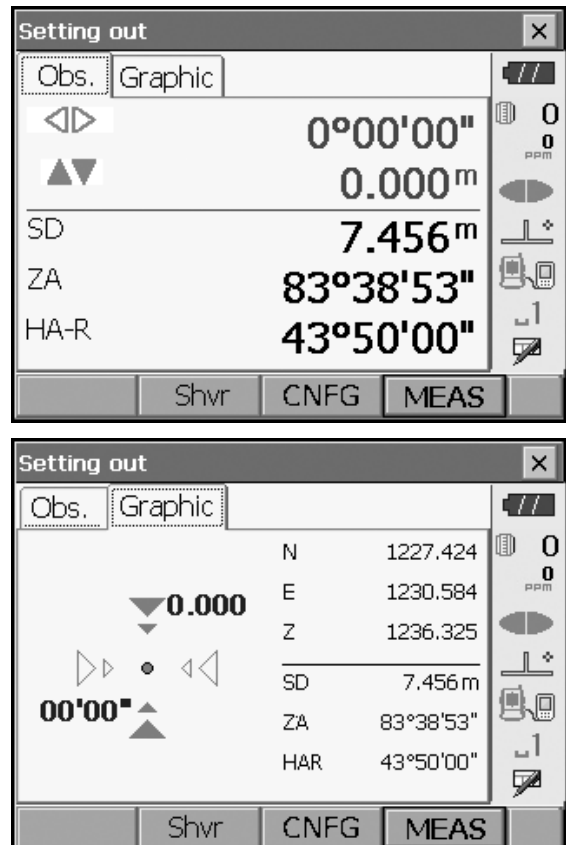 Setting out
Obs. Graphic
0°00'00"
0.000 m
SD 7.456 m
ZA 83°38'53"
HA-R 43°50'00"
0
0
PPM
1
Shvr CNFG MEAS
Setting out
Obs. Graphic
N 1227.424
E 1230.584
Z 1236.325
0.000
00'00"
SD 7.456 m
ZA 83°38'53"
HAR 43°50'00"
0
0
PPM
1
Shvr CNFG MEAS